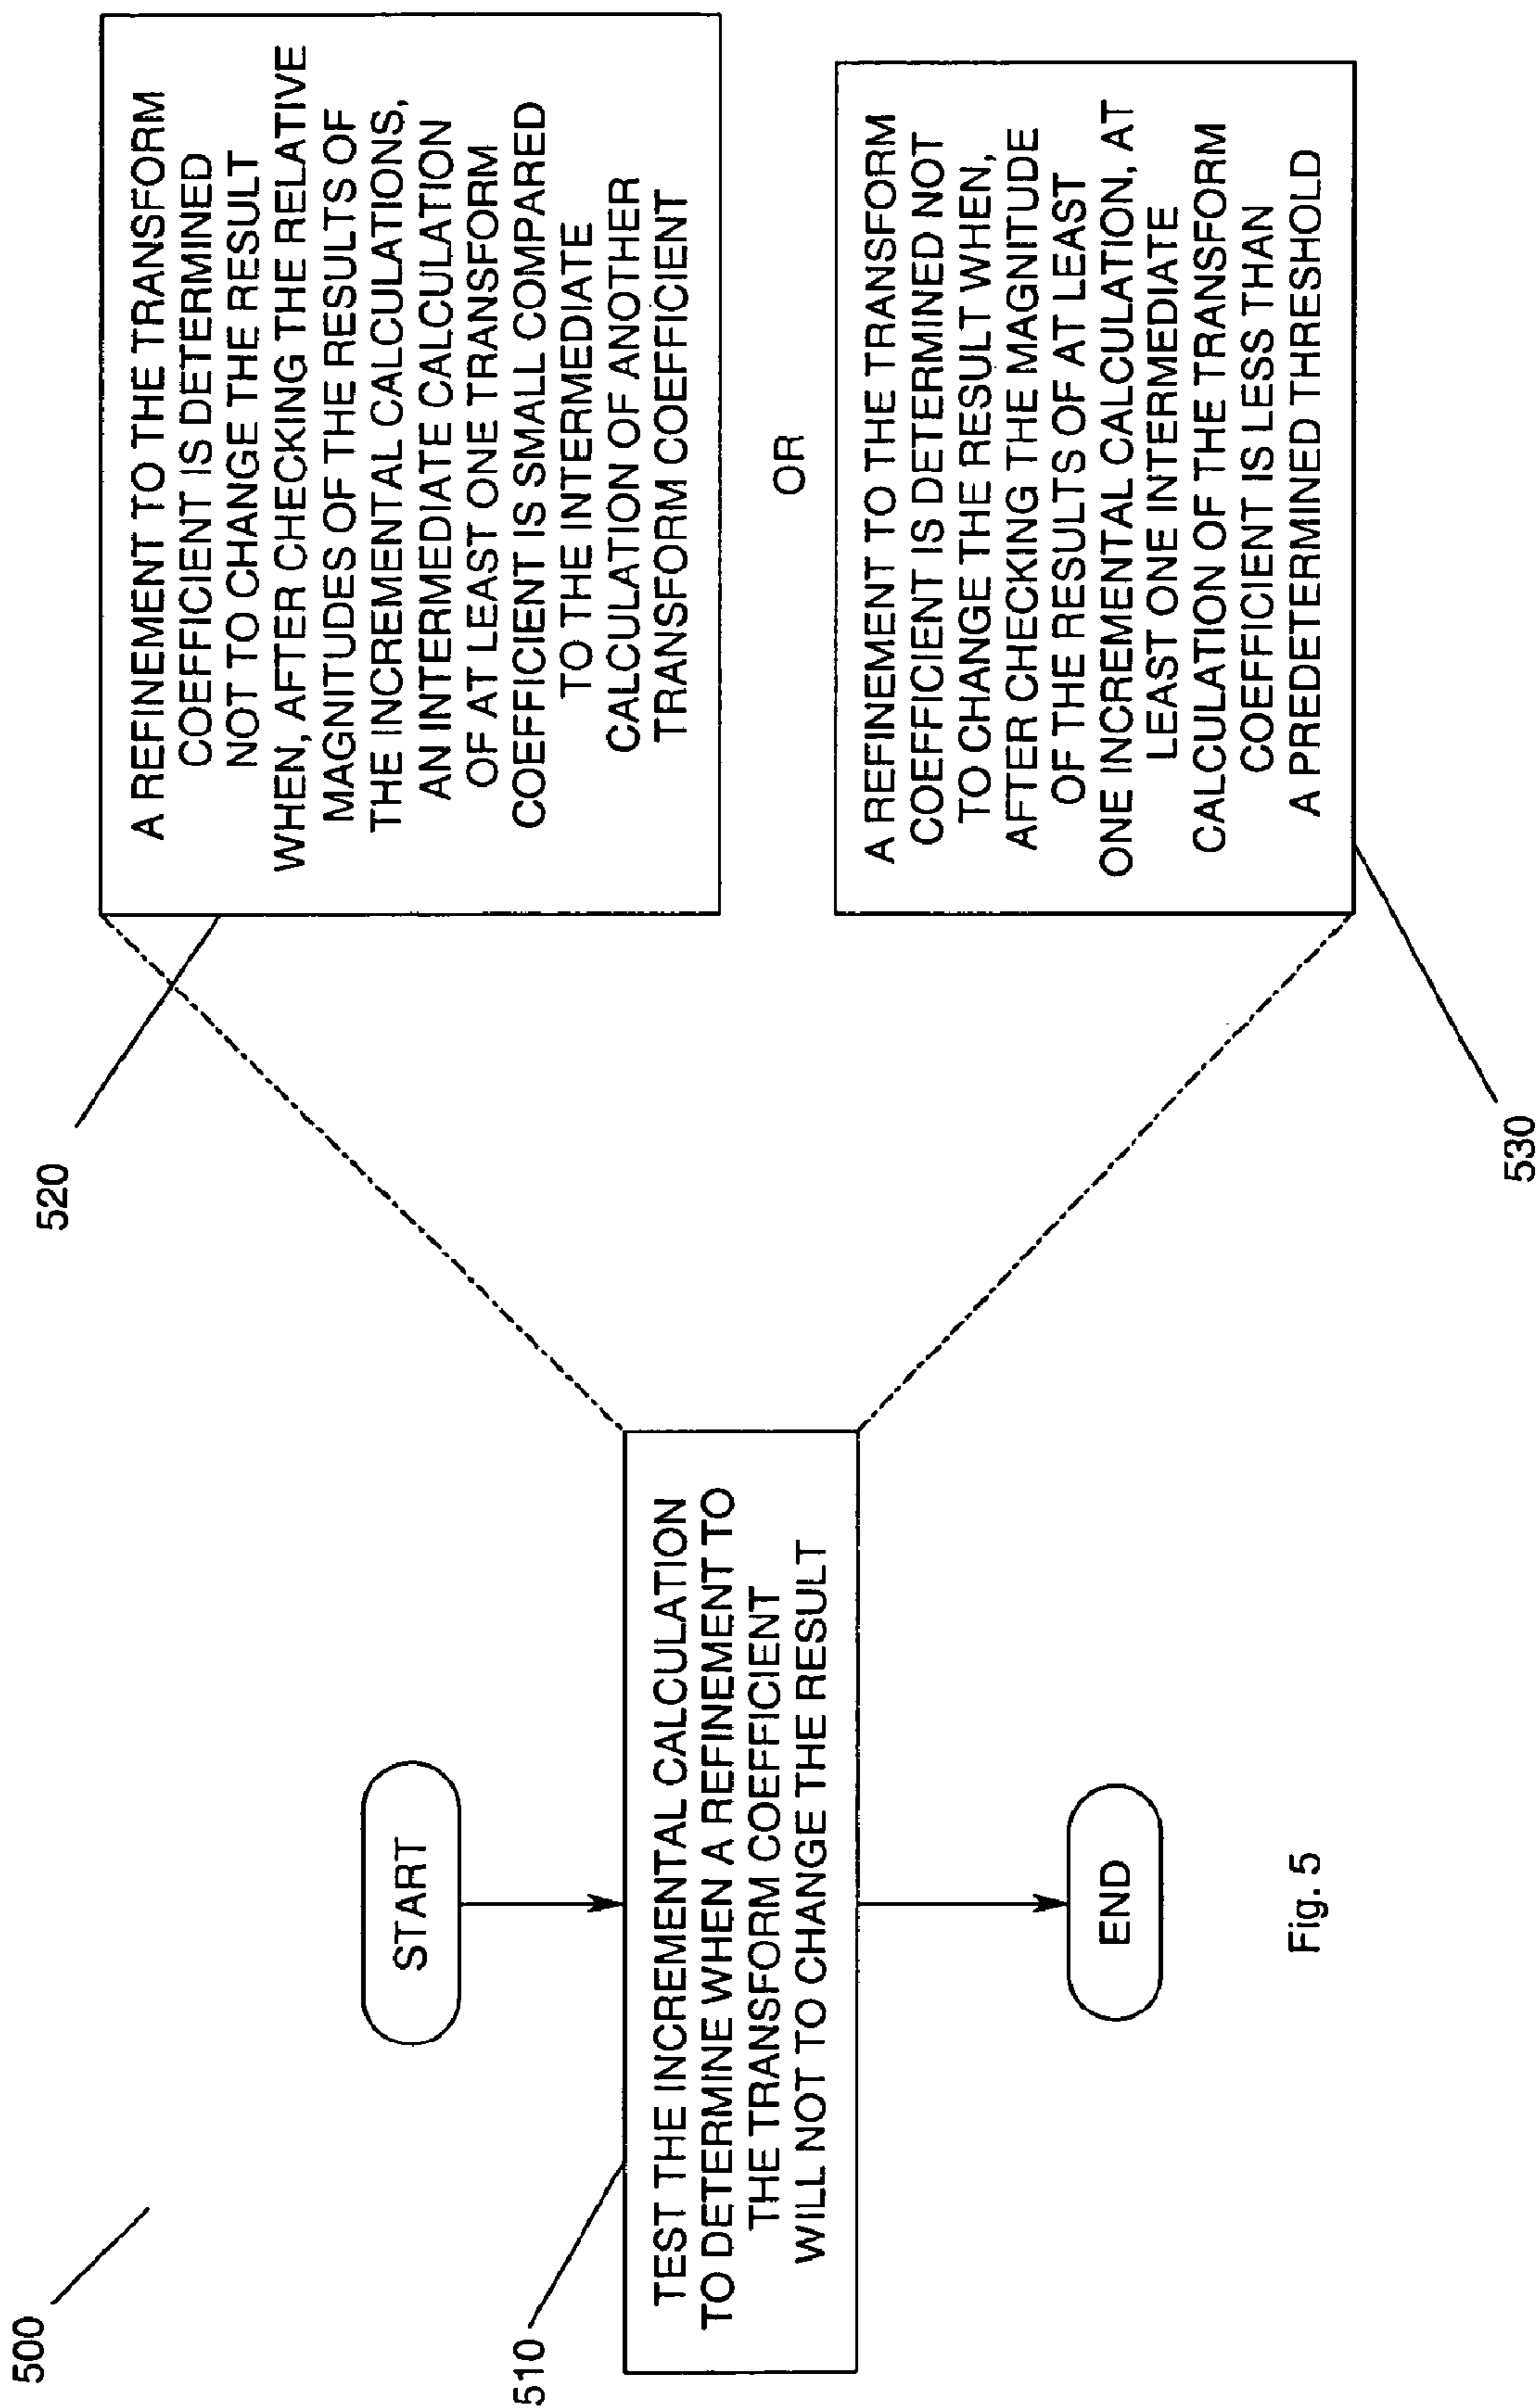 500
START
510
TEST THE INCREMENTAL CALCULATION
TO DETERMINE WHEN A REFINEMENT TO
THE TRANSFORM COEFFICIENT
WILL NOT TO CHANGE THE RESULT
END
Fig. 5
520
A REFINEMENT TO THE TRANSFORM
COEFFICIENT IS DETERMINED
NOT TO CHANGE THE RESULT
WHEN, AFTER CHECKING THE RELATIVE
MAGNITUDES OF THE RESULTS OF
THE INCREMENTAL CALCULATIONS,
AN INTERMEDIATE CALCULATION
OF AT LEAST ONE TRANSFORM
COEFFICIENT IS SMALL COMPARED
TO THE INTERMEDIATE
CALCULATION OF ANOTHER
TRANSFORM COEFFICIENT
OR
A REFINEMENT TO THE TRANSFORM
COEFFICIENT IS DETERMINED NOT
TO CHANGE THE RESULT WHEN,
AFTER CHECKING THE MAGNITUDE
OF THE RESULTS OF AT LEAST
ONE INCREMENTAL CALCULATION, AT
LEAST ONE INTERMEDIATE
CALCULATION OF THE TRANSFORM
COEFFICIENT IS LESS THAN
A PREDETERMINED THRESHOLD
530